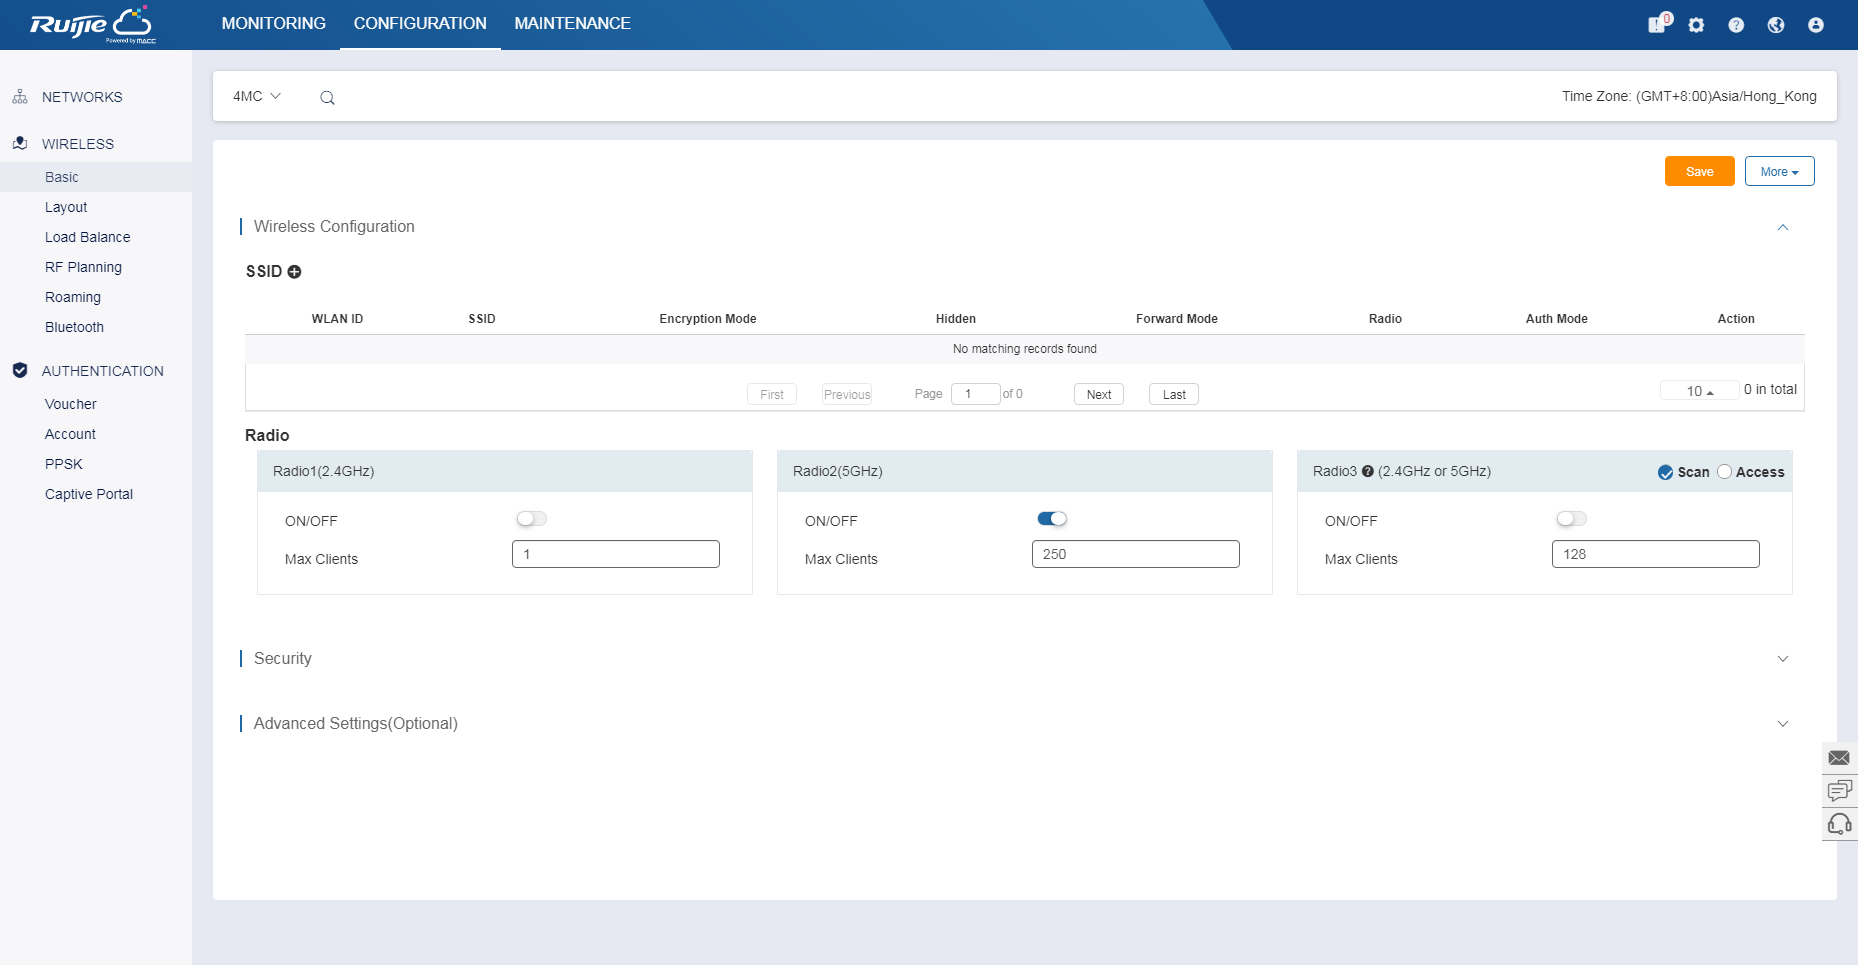 Ruijie
Powered by MACC
MONITORING CONFIGURATION MAINTENANCE
! 0 ?
NETWORKS
WIRELESS
Basic
Layout
Load Balance
RF Planning
Roaming
Bluetooth
AUTHENTICATION
Voucher
Account
PPSK
Captive Portal
4MC
Time Zone: (GMT+8:00)Asia/Hong_Kong
Save More
Wireless Configuration
SSID
WLAN ID SSID Encryption Mode Hidden Forward Mode Radio Auth Mode Action
No matching records found
First Previous Page 1 of 0 Next Last 10 0 in total
Radio
Radio1(2.4GHz)
ON/OFF
Max Clients 1
Radio2(5GHz)
ON/OFF
Max Clients 250
Radio3 ? (2.4GHz or 5GHz) Scan Access
ON/OFF
Max Clients 128
Security
Advanced Settings(Optional)